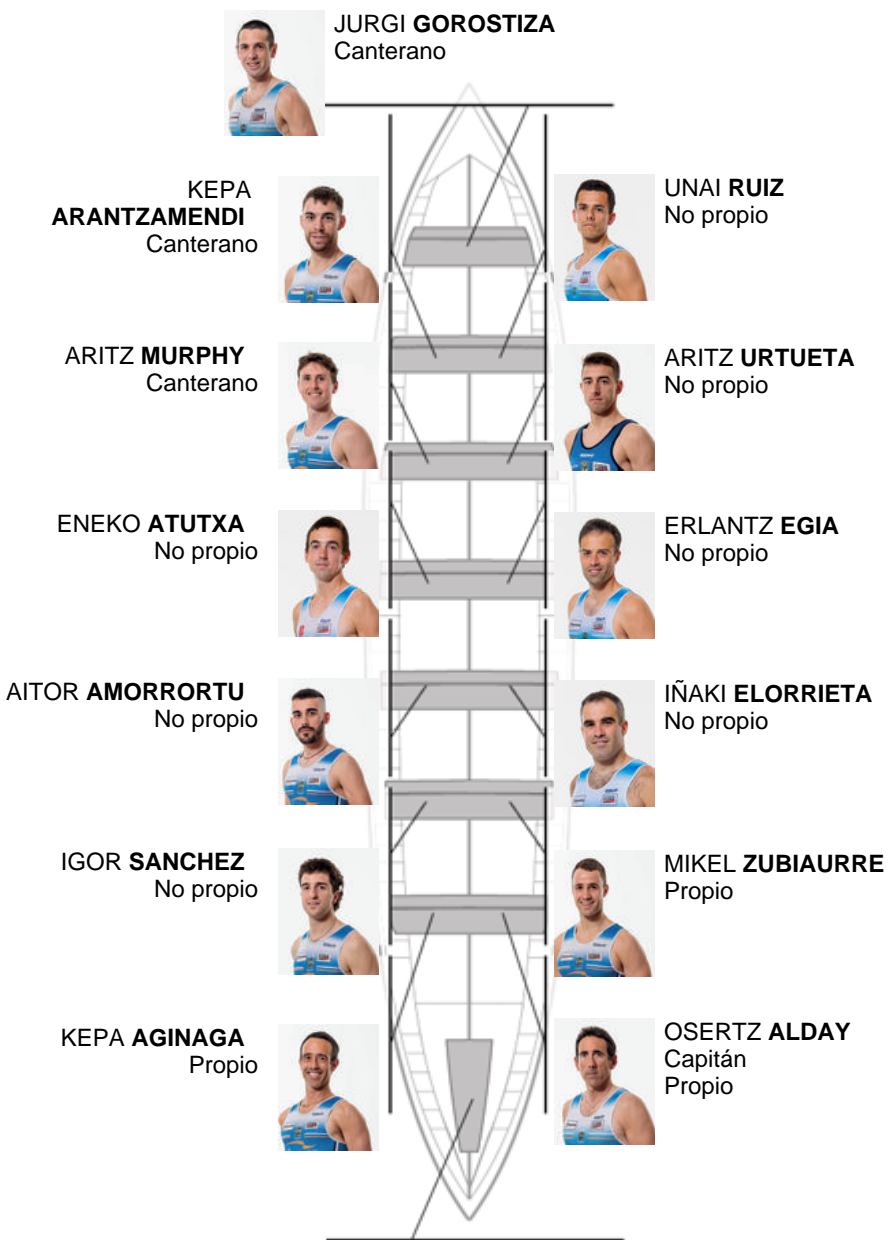 JURGI GOROSTIZA
Canterano
KEPA
ARANTZAMENDI
Canterano
UNAI RUIZ
No propio
ARITZ MURPHY
Canterano
ARITZ URTUETA
No propio
ENEKO ATUTXA
No propio
ERLANTZ EGIA
No propio
AITOR AMORRORTU
No propio
IÑAKI ELORRIETA
No propio
IGOR SANCHEZ
No propio
MIKEL ZUBIAURRE
Propio
KEPA AGINAGA
Propio
OSERTZ ALDAY
Capitán
Propio